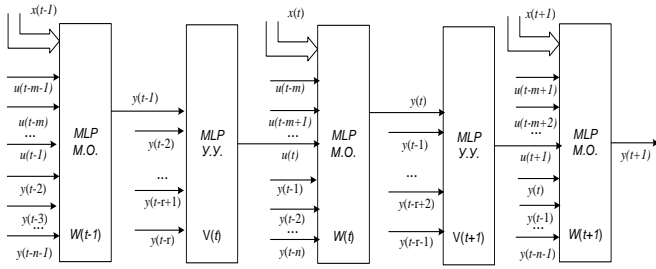 x(t-1)
u(t-m-1)
u(t-m)
...
u(t-1)
y(t-2)
y(t-3)
...
y(t-n-1)
MLP
М.О.
W(t-1)
y(t-1)
y(t-2)
...
y(t-r+1)
y(t-r)
MLP
У.У.
V(t)
x(t)
u(t-m)
u(t-m+1)
...
u(t)
y(t-1)
y(t-2)
...
y(t-n)
MLP
М.О.
W(t)
y(t)
y(t-1)
...
y(t-r+2)
y(t-r-1)
MLP
У.У.
V(t+1)
x(t+1)
u(t-m+1)
u(t-m+2)
...
u(t+1)
y(t)
y(t-1)
...
y(t-n-1)
MLP
М.О.
W(t+1)
y(t+1)